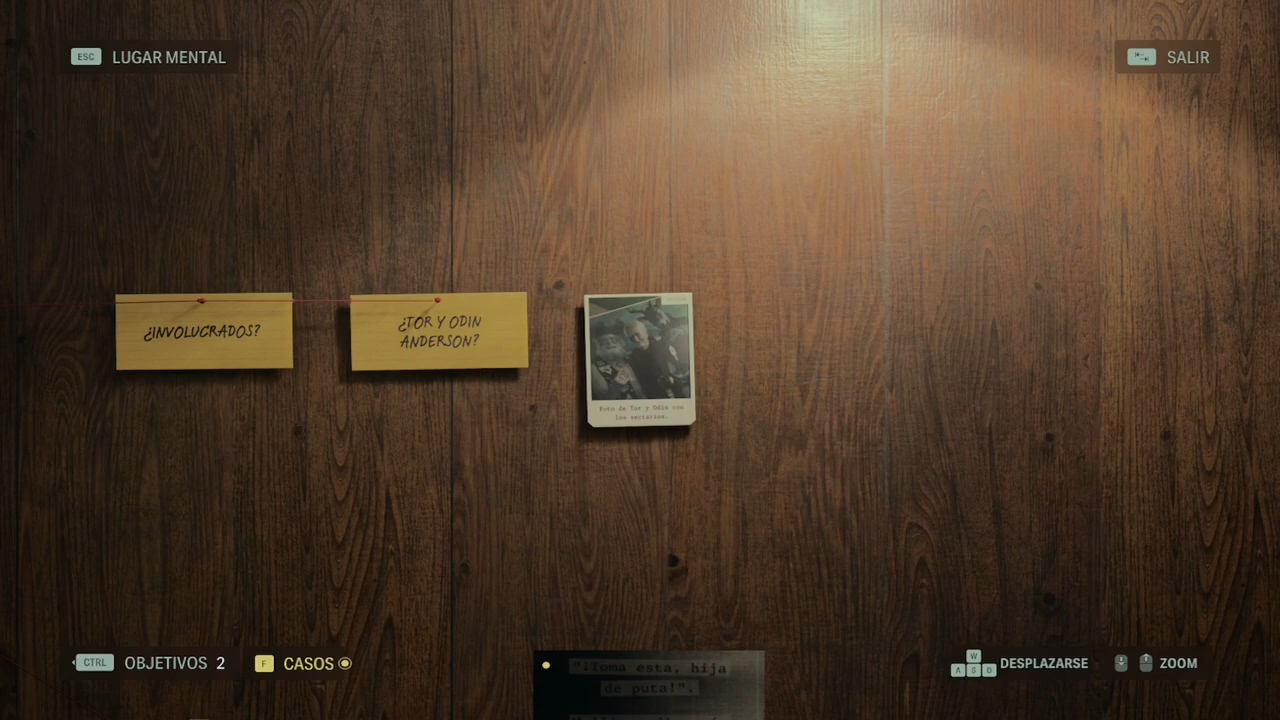 ESC LUGAR MENTAL
SALIR
¿INVOLUCRADOS?
¿TOR Y ODIN
ANDERSON?
Foto de Tor y Odin con
los sectarios.
CTRL OBJETIVOS 2
F CASOS
"¡Toma esta, hija
de puta!".
W
A S D DESPLAZARSE
ZOOM